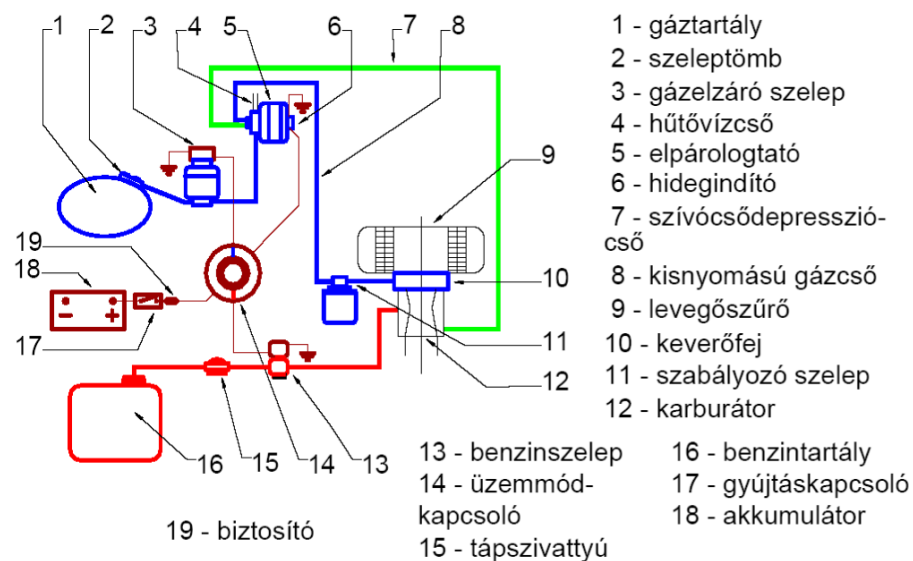 1 2 3 4 5 6 7 8
9
10
11
12
19
18
17
16 15 14 13
1 - gáztartály
2 - szeleptömb
3 - gázelzáró szelep
4 - hűtővízcső
5 - elpárologtató
6 - hidegindító
7 - szívócsődepresszió-
cső
8 - kisnyomású gázcső
9 - levegőszűrő
10 - keverőfej
11 - szabályozó szelep
12 - karburátor
13 - benzinszelep
14 - üzemmód-
kapcsoló
15 - tápszivattyú
16 - benzintartály
17 - gyújtáskapcsoló
18 - akkumulátor
19 - biztosító